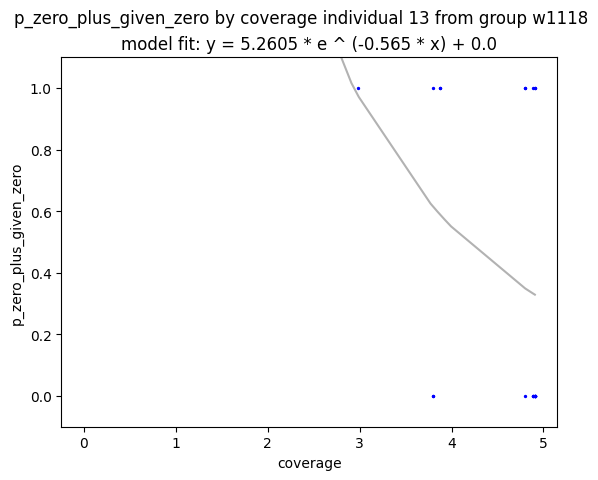 p_zero_plus_given_zero by coverage individual 13 from group w1118
model fit: y = 5.2605 * e ^ (-0.565 * x) + 0.0
1.0
0.8
0.6
0.4
0.2
0.0
p_zero_plus_given_zero
0 1 2 3 4 5
coverage